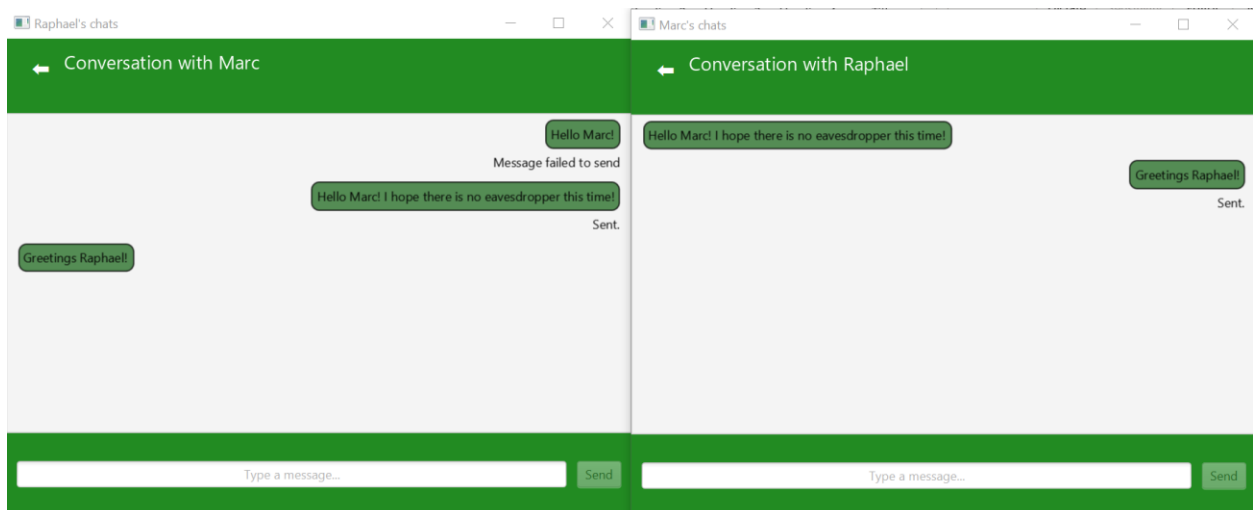 Raphael's chats
Conversation with Marc
Hello Marc!
Message failed to send
Hello Marc! I hope there is no eavesdropper this time!
Sent.
Greetings Raphael!
Type a message...
Send
Marc's chats
Conversation with Raphael
Hello Marc! I hope there is no eavesdropper this time!
Greetings Raphael!
Sent.
Type a message...
Send